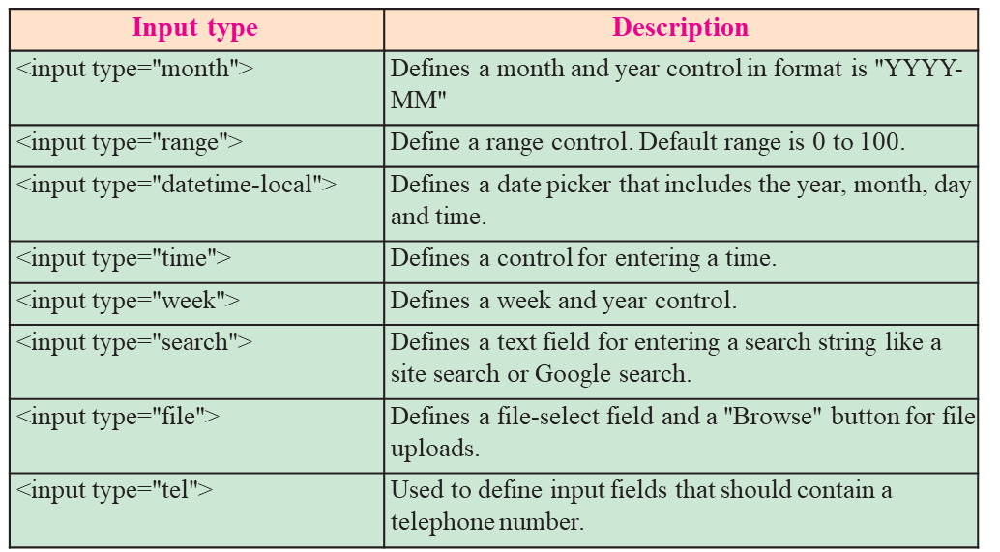 Input type Description
<input type="month"> Defines a month and year control in format is "YYYY-
MM"
<input type="range"> Define a range control. Default range is 0 to 100.
<input type="datetime-local"> Defines a date picker that includes the year, month, day
and time.
<input type="time"> Defines a control for entering a time.
<input type="week"> Defines a week and year control.
<input type="search"> Defines a text field for entering a search string like a
site search or Google search.
<input type="file"> Defines a file-select field and a "Browse" button for file
uploads.
<input type="tel"> Used to define input fields that should contain a
telephone number.